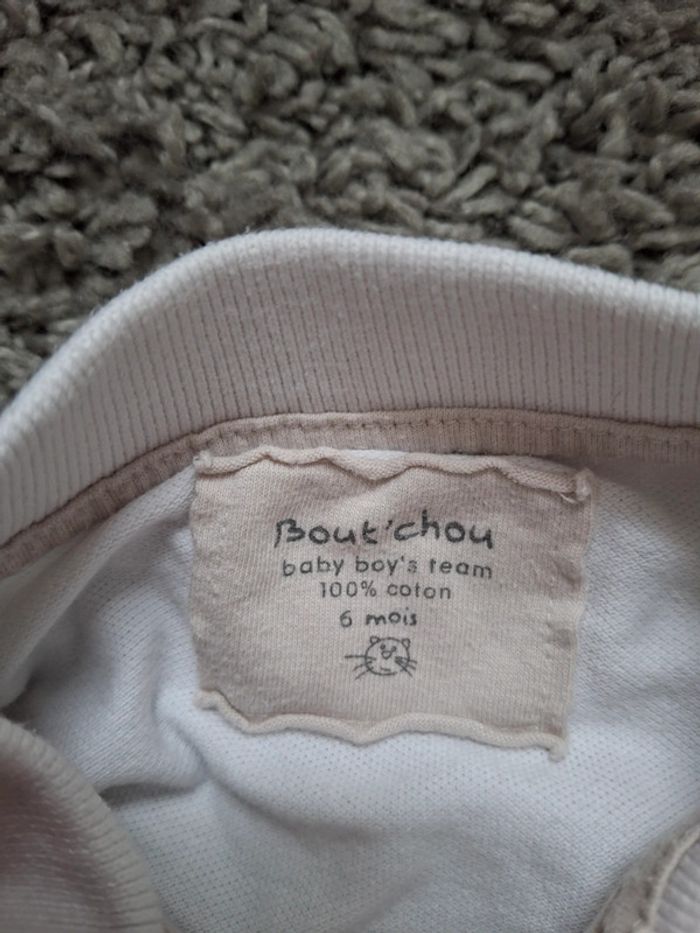 Bout'chou
baby boy's team
100% coton
6 mois